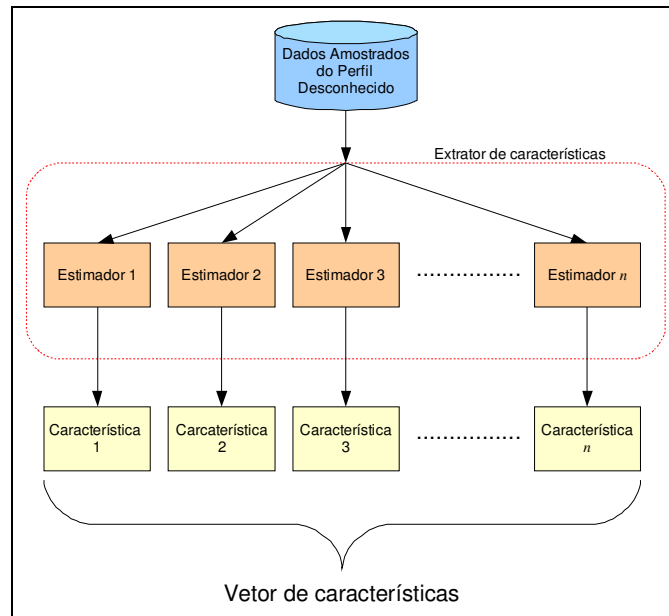 Dados Amostrados
do Perfil
Desconhecido
Extrator de características
Estimador 1
Estimador 2
Estimador 3
................
Estimador n
Característica
1
Carcaterística
2
Característica
3
................
Característica
n
Vetor de características